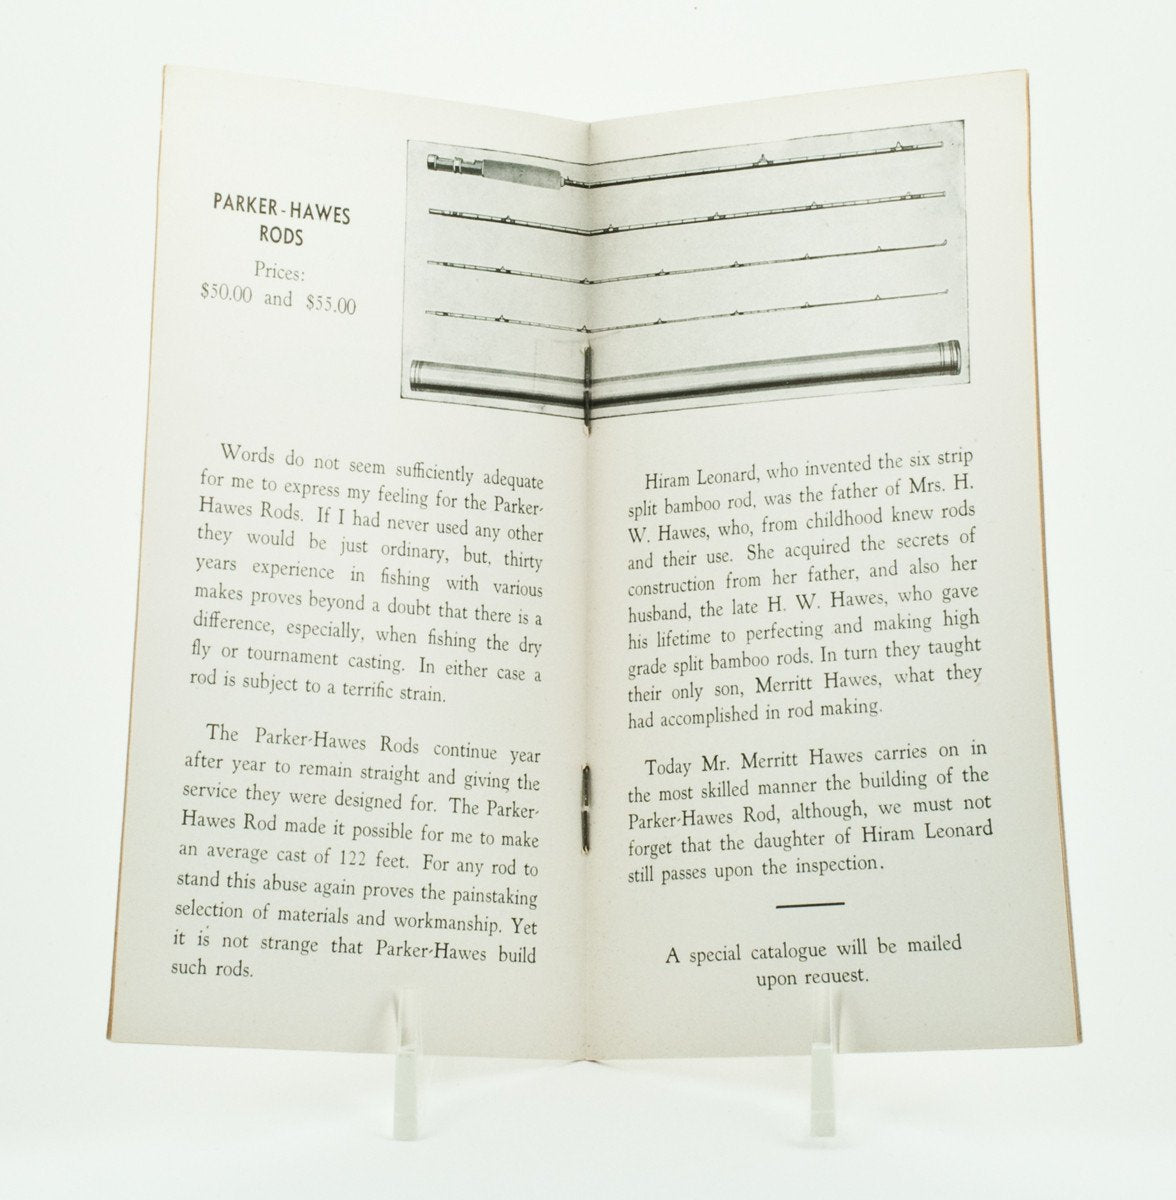 PARKER-HAWES
RODS
Prices:
$50.00 and $55.00
Words do not seem sufficiently adequate
for me to express my feeling for the Parker-
Hawes Rods. If I had never used any other
they would be just ordinary, but, thirty
years experience in fishing with various
makes proves beyond a doubt that there is a
difference, especially, when fishing the dry
fly or tournament casting. In either case a
rod is subject to a terrific strain.
The Parker-Hawes Rods continue year
after year to remain straight and giving the
service they were designed for. The Parker-
Hawes Rod made it possible for me to make
an average cast of 122 feet. For any rod to
stand this abuse again proves the painstaking
selection of materials and workmanship. Yet
it is not strange that Parker-Hawes build
such rods.
Hiram Leonard, who invented the six strip
split bamboo rod, was the father of Mrs. H.
W. Hawes, who, from childhood knew rods
and their use. She acquired the secrets of
construction from her father, and also her
husband, the late H. W. Hawes, who gave
his lifetime to perfecting and making high
grade split bamboo rods. In turn they taught
their only son, Merritt Hawes, what they
had accomplished in rod making.
Today Mr. Merritt Hawes carries on in
the most skilled manner the building of the
Parker-Hawes Rod, although, we must not
forget that the daughter of Hiram Leonard
still passes upon the inspection.
A special catalogue will be mailed
upon request.